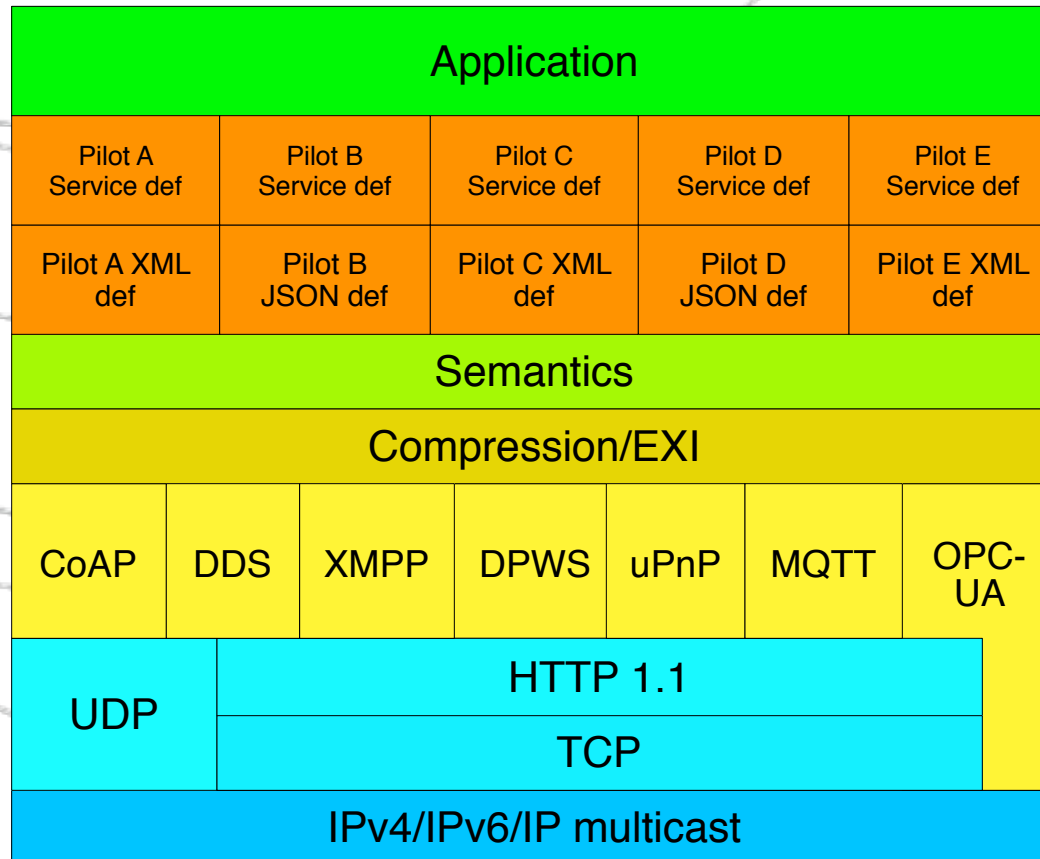 Application
Pilot A
Service def
Pilot B
Service def
Pilot C
Service def
Pilot D
Service def
Pilot E
Service def
Pilot A XML
def
Pilot B
JSON def
Pilot C XML
def
Pilot D
JSON def
Pilot E XML
def
Semantics
Compression/EXI
CoAP
DDS
XMPP
DPWS
uPnP
MQTT
OPC-
UA
UDP
HTTP 1.1
TCP
IPv4/IPv6/IP multicast